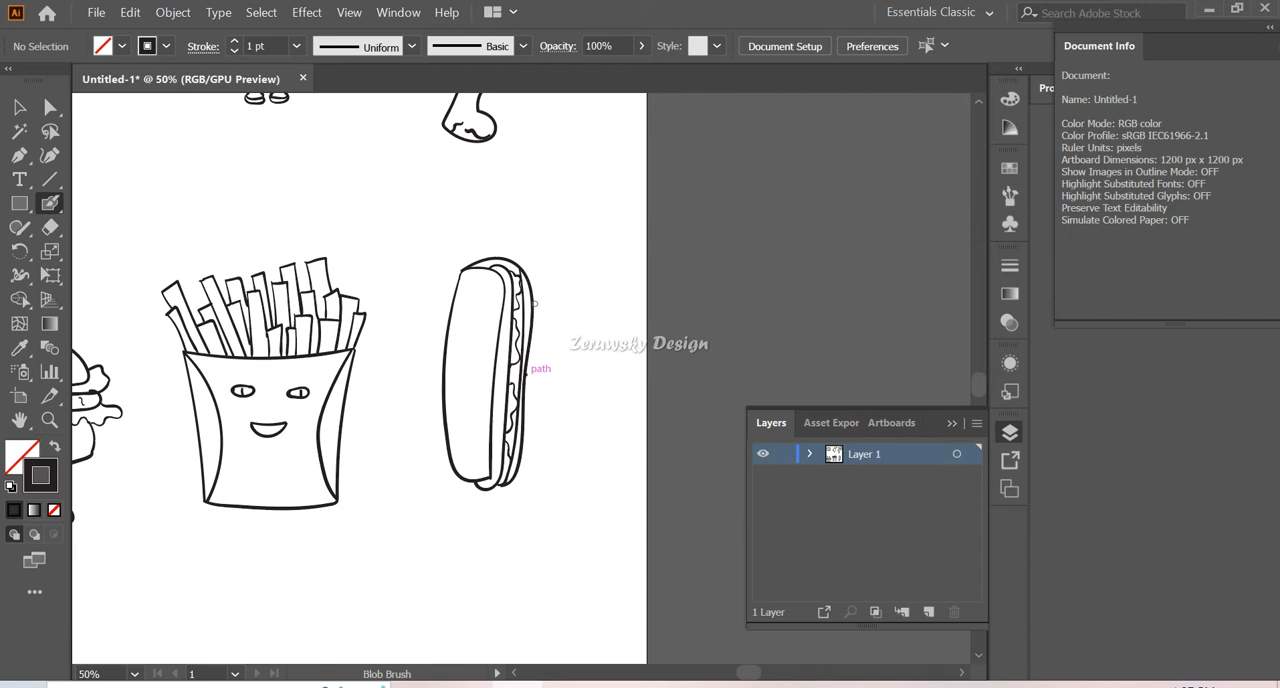 Ai File Edit Object Type Select Effect View Window Help Essentials Classic Search Adobe Stock
No Selection Stroke: 1 pt Uniform Basic Opacity: 100% Style: Document Setup Preferences
Document Info
Untitled-1* @ 50% (RGB/GPU Preview)
Document:
Name: Untitled-1
Color Mode: RGB color
Color Profile: sRGB IEC61966-2.1
Ruler Units: pixels
Artboard Dimensions: 1200 px x 1200 px
Show Images in Outline Mode: OFF
Highlight Substituted Fonts: OFF
Highlight Substituted Glyphs: OFF
Preserve Text Editability
Simulate Colored Paper: OFF
Zerawsky Design
path
Layers Asset Expor Artboards
Layer 1
1 Layer
50% 1 Blob Brush